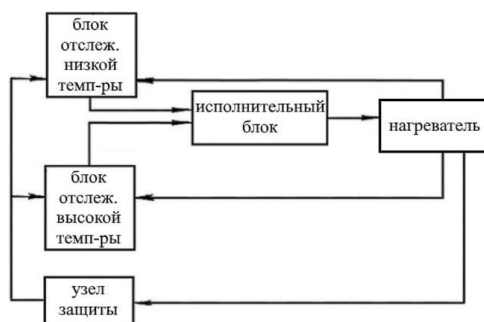 блок
отслеж.
низкой
темп-ры
исполнительный
блок
нагреватель
блок
отслеж.
высокой
темп-ры
узел
защиты